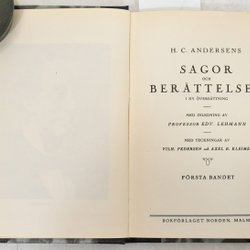 H. C. ANDERSENS
SAGOR
OCH
BERÄTTELSER
I NY ÖVERSÄTTNING
MED INLEDNING AV
PROFESSOR EDV. LEHMANN
MED TECKNINGAR AV
VILH. PEDERSEN och AXEL R. KLEIMER
FÖRSTA BANDET
BOKFÖRLAGET NORDEN, MALMÖ